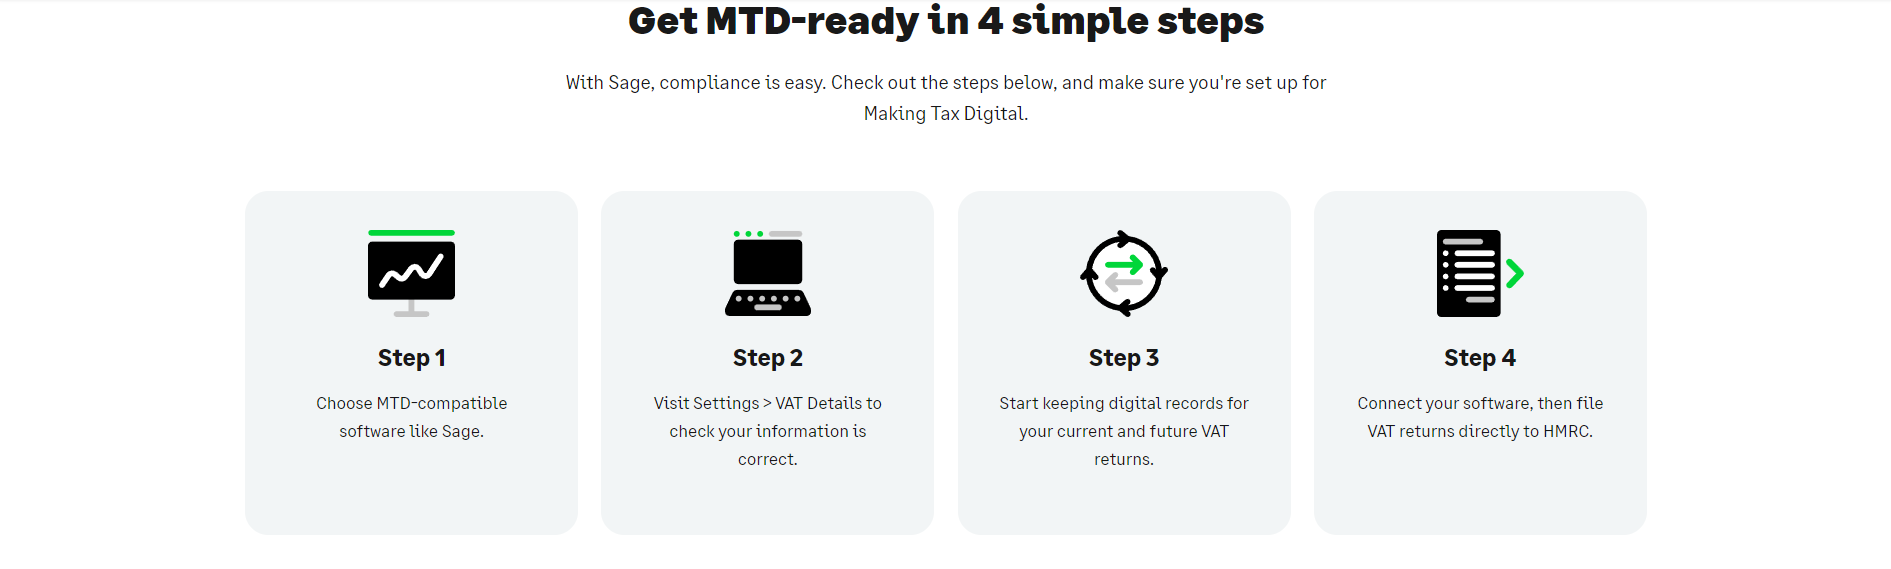 Get MTD-ready in 4 simple steps
With Sage, compliance is easy. Check out the steps below, and make sure you're set up for
Making Tax Digital.
Step 1
Choose MTD-compatible
software like Sage.
Step 2
Visit Settings > VAT Details to
check your information is
correct.
Step 3
Start keeping digital records for
your current and future VAT
returns.
Step 4
Connect your software, then file
VAT returns directly to HMRC.